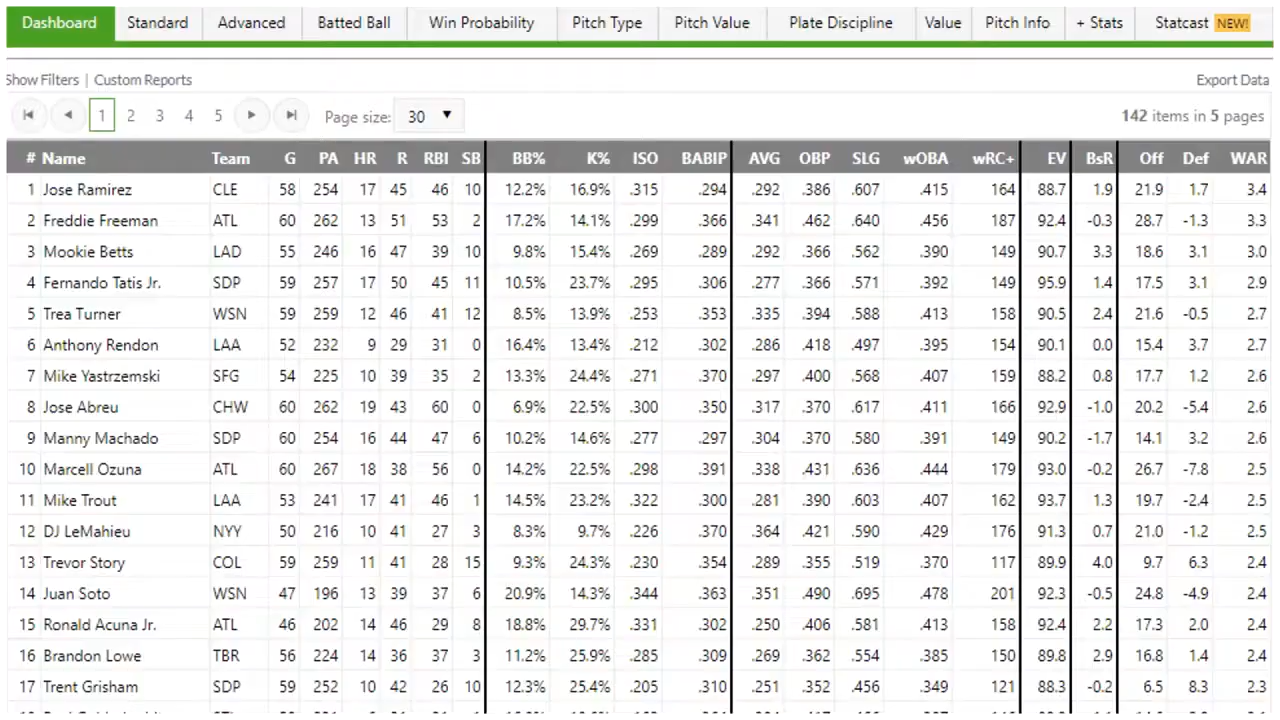 Dashboard Standard Advanced Batted Ball Win Probability Pitch Type Pitch Value Plate Discipline Value Pitch Info + Stats Statcast NEW!
Show Filters | Custom Reports Export Data
1 2 3 4 5 Page size: 30 142 items in 5 pages
# Name Team G PA HR R RBI SB BB% K% ISO BABIP AVG OBP SLG wOBA wRC+ EV BsR Off Def WAR
1 Jose Ramirez CLE 58 254 17 45 46 10 12.2% 16.9% .315 .294 .292 .386 .607 .415 164 88.7 1.9 21.9 1.7 3.4
2 Freddie Freeman ATL 60 262 13 51 53 2 17.2% 14.1% .299 .366 .341 .462 .640 .456 187 92.4 -0.3 28.7 -1.3 3.3
3 Mookie Betts LAD 55 246 16 47 39 10 9.8% 15.4% .269 .289 .292 .366 .562 .390 149 90.7 3.3 18.6 3.1 3.0
4 Fernando Tatis Jr. SDP 59 257 17 50 45 11 10.5% 23.7% .295 .306 .277 .366 .571 .392 149 95.9 1.4 17.5 3.1 2.9
5 Trea Turner WSN 59 259 12 46 41 12 8.5% 13.9% .253 .353 .335 .394 .588 .413 158 90.5 2.4 21.6 -0.5 2.7
6 Anthony Rendon LAA 52 232 9 29 31 0 16.4% 13.4% .212 .302 .286 .418 .497 .395 154 90.1 0.0 15.4 3.7 2.7
7 Mike Yastrzemski SFG 54 225 10 39 35 2 13.3% 24.4% .271 .370 .297 .400 .568 .407 159 88.2 0.8 17.7 1.2 2.6
8 Jose Abreu CHW 60 262 19 43 60 0 6.9% 22.5% .300 .350 .317 .370 .617 .411 166 92.9 -1.0 20.2 -5.4 2.6
9 Manny Machado SDP 60 254 16 44 47 6 10.2% 14.6% .277 .297 .304 .370 .580 .391 149 90.2 -1.7 14.1 3.2 2.6
10 Marcell Ozuna ATL 60 267 18 38 56 0 14.2% 22.5% .298 .391 .338 .431 .636 .444 179 93.0 -0.2 26.7 -7.8 2.5
11 Mike Trout LAA 53 241 17 41 46 1 14.5% 23.2% .322 .300 .281 .390 .603 .407 162 93.7 1.3 19.7 -2.4 2.5
12 DJ LeMahieu NYY 50 216 10 41 27 3 8.3% 9.7% .226 .370 .364 .421 .590 .429 176 91.3 0.7 21.0 -1.2 2.5
13 Trevor Story COL 59 259 11 41 28 15 9.3% 24.3% .230 .354 .289 .355 .519 .370 117 89.9 4.0 9.7 6.3 2.4
14 Juan Soto WSN 47 196 13 39 37 6 20.9% 14.3% .344 .363 .351 .490 .695 .478 201 92.3 -0.5 24.8 -4.9 2.4
15 Ronald Acuna Jr. ATL 46 202 14 46 29 8 18.8% 29.7% .331 .302 .250 .406 .581 .413 158 92.4 2.2 17.3 2.0 2.4
16 Brandon Lowe TBR 56 224 14 36 37 3 11.2% 25.9% .285 .309 .269 .362 .554 .385 150 89.8 2.9 16.8 1.4 2.4
17 Trent Grisham SDP 59 252 10 42 26 10 12.3% 25.4% .205 .310 .251 .352 .456 .349 121 88.3 -0.2 6.5 8.3 2.3